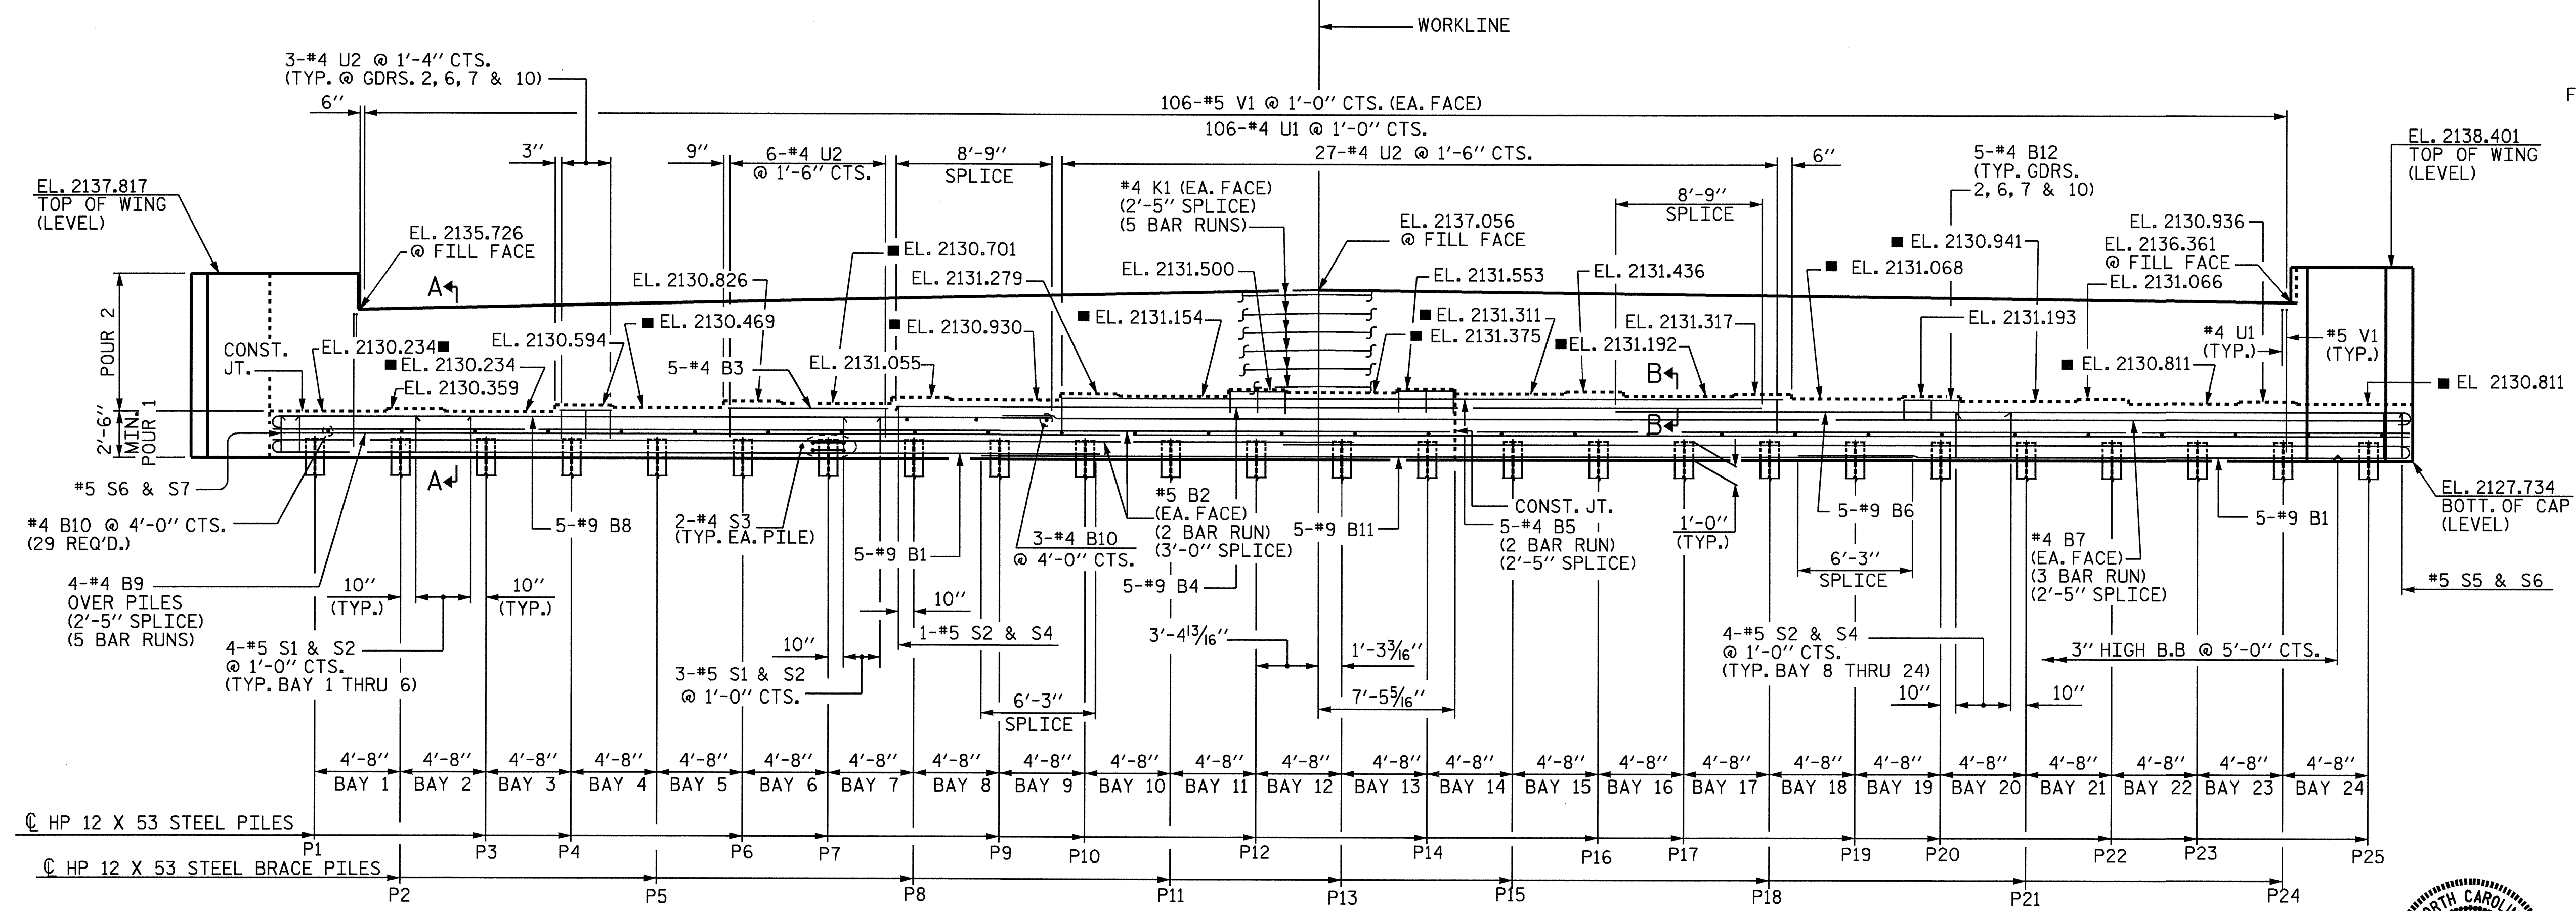 WORKLINE
3-#4 U2 @ 1'-4" CTS.
(TYP. @ GDRS. 2, 6, 7 & 10)
6"
106-#5 V1 @ 1'-0" CTS. (EA. FACE)
106-#4 U1 @ 1'-0" CTS.
F
EL. 2138.401
TOP OF WING
(LEVEL)
3"
9"
6-#4 U2
@ 1'-6" CTS.
8'-9"
SPLICE
27-#4 U2 @ 1'-6" CTS.
6"
5-#4 B12
(TYP. GDRS.
2, 6, 7 & 10)
EL. 2137.817
TOP OF WING
(LEVEL)
#4 K1 (EA. FACE)
(2'-5" SPLICE)
(5 BAR RUNS)
8'-9"
SPLICE
EL. 2135.726
@ FILL FACE
EL. 2137.056
@ FILL FACE
EL. 2130.936
EL. 2136.361
@ FILL FACE
EL. 2131.066
■ EL. 2130.701
■ EL. 2130.941
A
EL. 2130.826
EL. 2131.279
EL. 2131.500
EL. 2131.553
EL. 2131.436
■ EL. 2131.068
POUR 2
CONST.
JT.
EL. 2130.234 ■
■ EL. 2130.234
EL. 2130.359
EL. 2130.594
■ EL. 2130.469
5-#4 B3
■ EL. 2130.930
EL. 2131.055
■ EL. 2131.154
■ EL. 2131.311
■ EL. 2131.375
EL. 2131.317
■ EL. 2131.192
B
EL. 2131.193
#4 U1
(TYP.)
#5 V1
(TYP.)
■ EL. 2130.811
■ EL 2130.811
2'-6"
MIN.
POUR 1
A
B
#5 S6 & S7
#4 B10 @ 4'-0" CTS.
(29 REQ'D.)
5-#9 B8
2-#4 S3
(TYP. EA. PILE)
5-#9 B1
3-#4 B10
@ 4'-0" CTS.
#5 B2
(EA. FACE)
(2 BAR RUN)
(3'-0" SPLICE)
5-#9 B4
5-#9 B11
CONST. JT.
5-#4 B5
(2 BAR RUN)
(2'-5" SPLICE)
1'-0"
(TYP.)
5-#9 B6
6'-3"
SPLICE
#4 B7
(EA. FACE)
(3 BAR RUN)
(2'-5" SPLICE)
5-#9 B1
EL. 2127.734
BOTT. OF CAP
(LEVEL)
#5 S5 & S6
4-#4 B9
OVER PILES
(2'-5" SPLICE)
(5 BAR RUNS)
10"
(TYP.)
10"
(TYP.)
4-#5 S1 & S2
@ 1'-0" CTS.
(TYP. BAY 1 THRU 6)
10"
1-#5 S2 & S4
10"
3-#5 S1 & S2
@ 1'-0" CTS.
6'-3"
SPLICE
3'-4 13/16"
1'-3 3/16"
7'-5 5/16"
4-#5 S2 & S4
@ 1'-0" CTS.
(TYP. BAY 8 THRU 24)
10"
10"
3" HIGH B.B @ 5'-0" CTS.
4'-8" 4'-8" 4'-8" 4'-8" 4'-8" 4'-8" 4'-8" 4'-8" 4'-8" 4'-8" 4'-8" 4'-8" 4'-8" 4'-8" 4'-8" 4'-8" 4'-8" 4'-8" 4'-8" 4'-8" 4'-8" 4'-8" 4'-8" 4'-8"
BAY 1 BAY 2 BAY 3 BAY 4 BAY 5 BAY 6 BAY 7 BAY 8 BAY 9 BAY 10 BAY 11 BAY 12 BAY 13 BAY 14 BAY 15 BAY 16 BAY 17 BAY 18 BAY 19 BAY 20 BAY 21 BAY 22 BAY 23 BAY 24
℄ HP 12 X 53 STEEL PILES
P1 P3 P4 P6 P7 P9 P10 P12 P14 P16 P17 P19 P20 P22 P23 P25
℄ HP 12 X 53 STEEL BRACE PILES
P2 P5 P8 P11 P13 P15 P18 P21 P24
NORTH CAROLIN